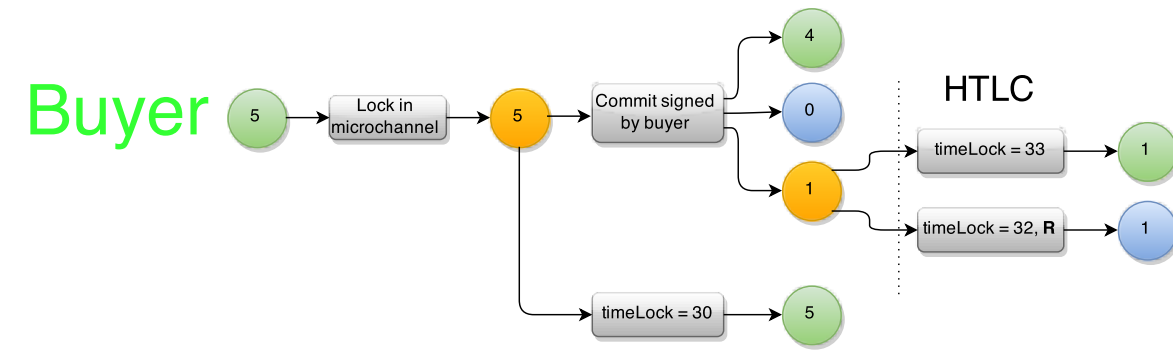 Buyer
5
Lock in
microchannel
5
Commit signed
by buyer
4
0
1
HTLC
timeLock = 33
1
timeLock = 32, R
1
timeLock = 30
5